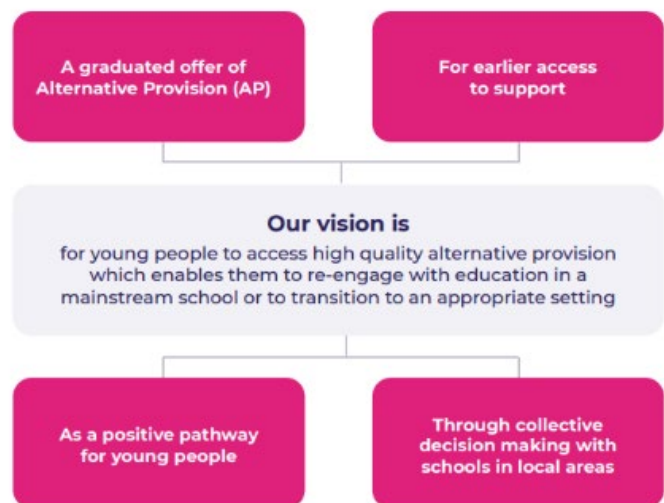 A graduated offer of
Alternative Provision (AP)
For earlier access
to support
Our vision is
for young people to access high quality alternative provision
which enables them to re-engage with education in a
mainstream school or to transition to an appropriate setting
As a positive pathway
for young people
Through collective
decision making with
schools in local areas